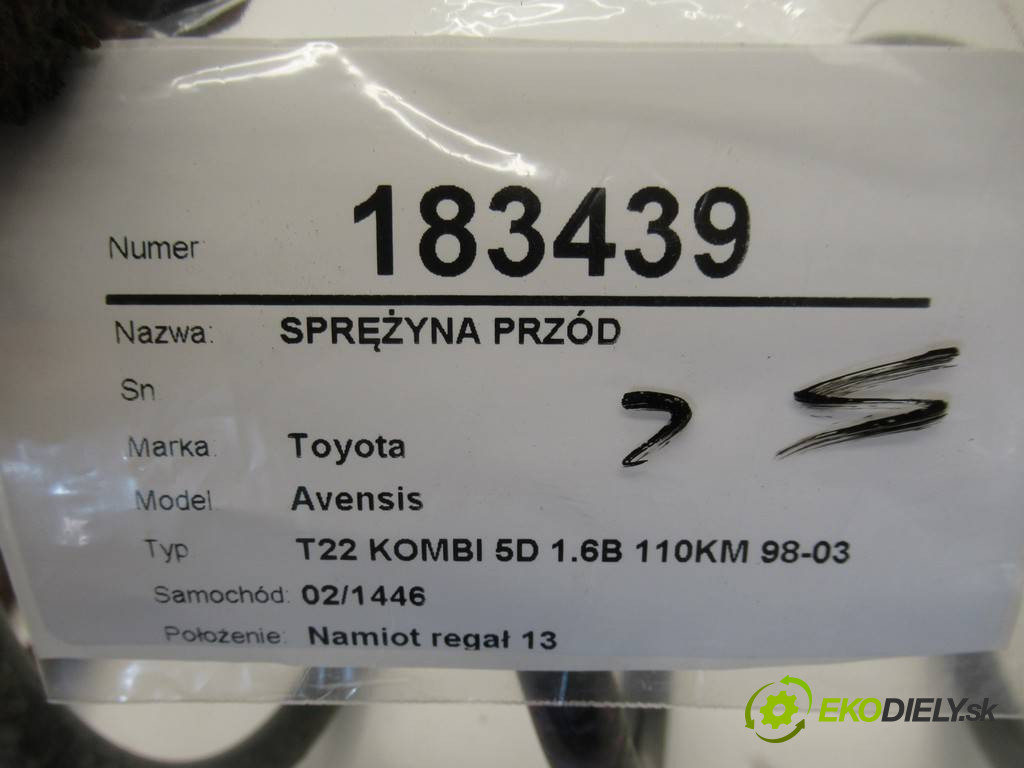 Numer: 183439
Nazwa: SPRĘŻYNA PRZÓD
Sn
Marka: Toyota
Model Avensis
Typ T22 KOMBI 5D 1.6B 110KM 98-03
Samochód: 02/1446
Położenie: Namiot regał 13
EKODIELY.sk